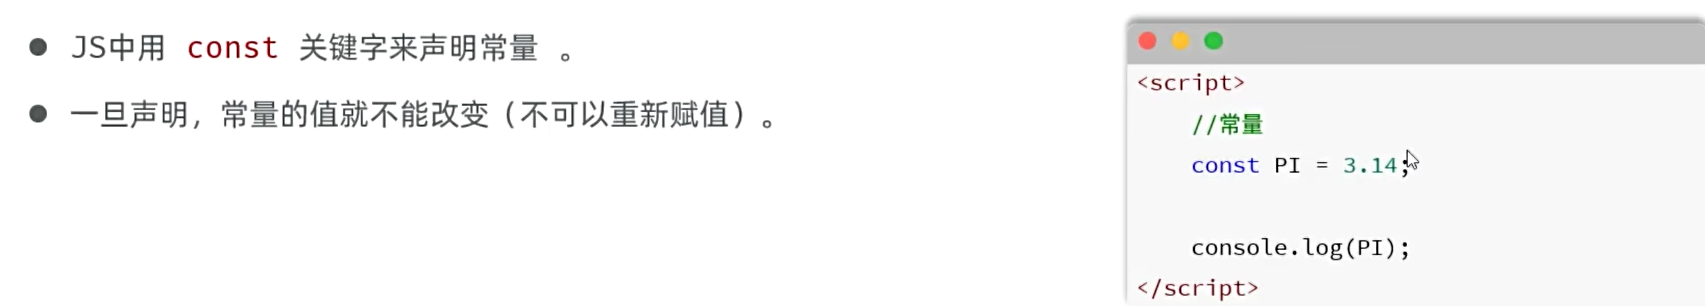 JS中用 const 关键字来声明常量 。
一旦声明，常量的值就不能改变（不可以重新赋值）。
<script>
//常量
const PI = 3.14;
console.log(PI);
</script>